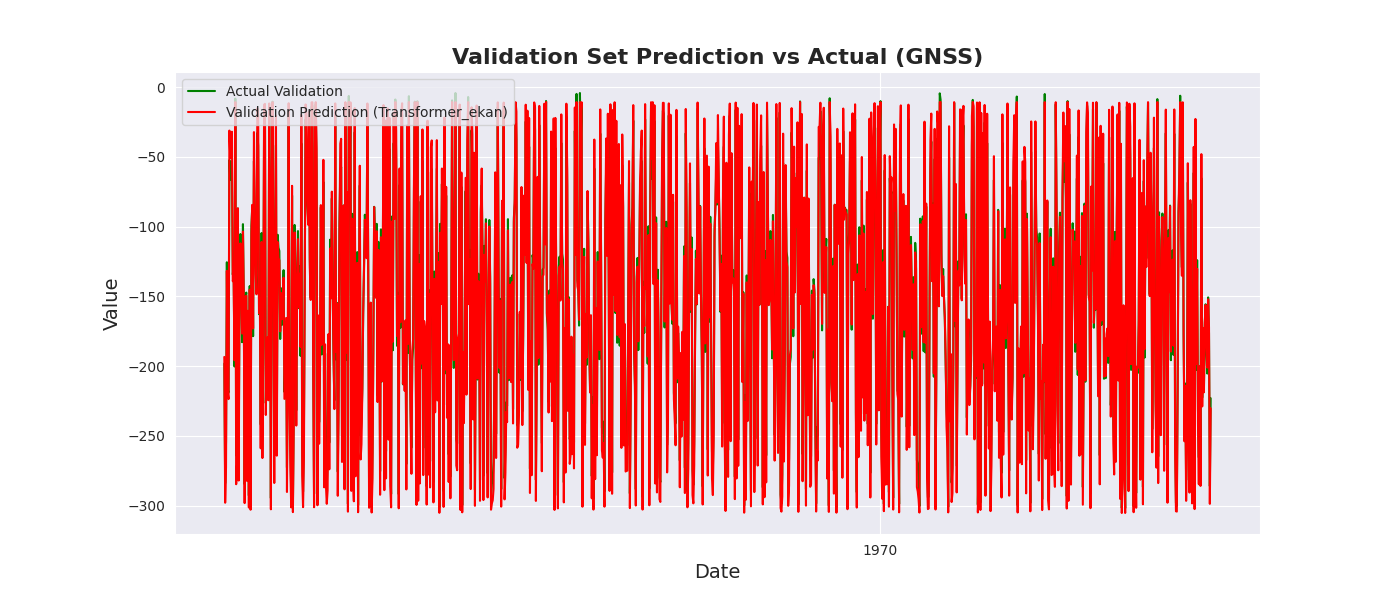 Validation Set Prediction vs Actual (GNSS)
Actual Validation
Validation Prediction (Transformer_ekan)
0
−50
−100
−150
−200
−250
−300
Value
1970
Date